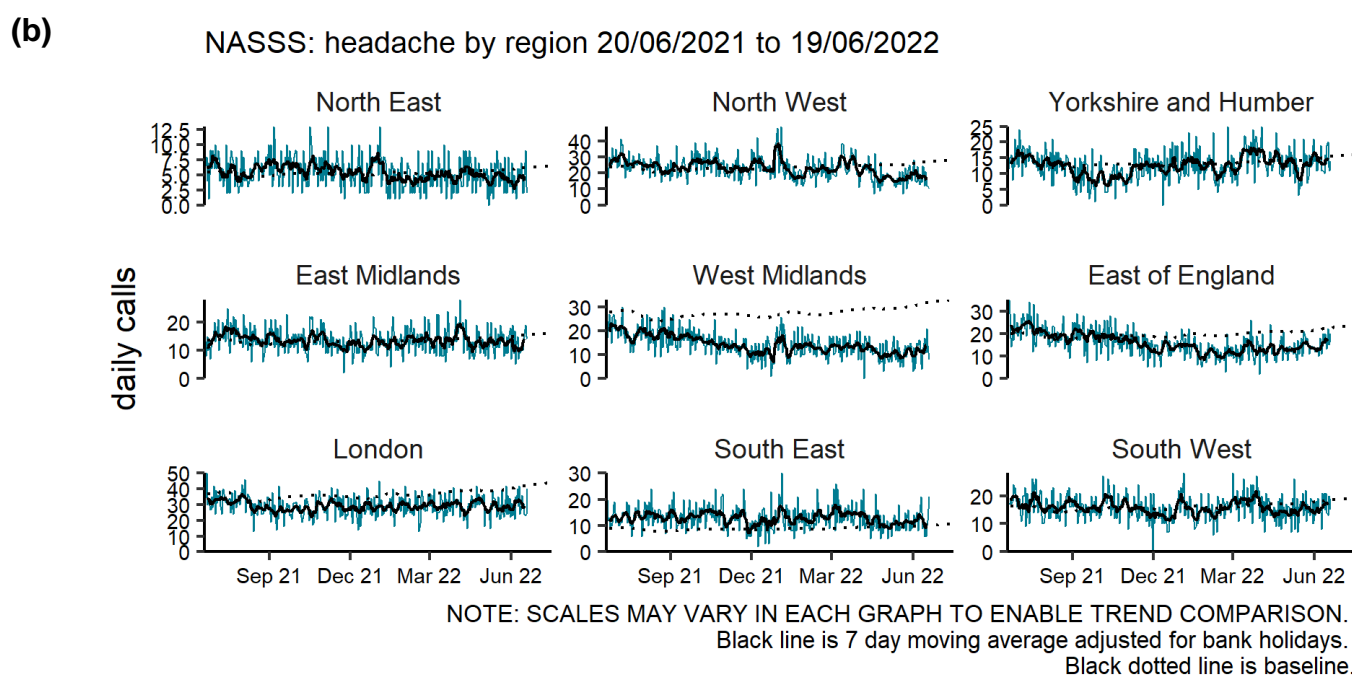 (b)
NASSS: headache by region 20/06/2021 to 19/06/2022
North East
North West
Yorkshire and Humber
12.5
10.0
7.5
5.0
2.5
0.0
40
30
20
10
0
25
20
15
10
5
0
daily calls
East Midlands
West Midlands
East of England
20
10
0
30
20
10
0
30
20
10
0
London
South East
South West
50
40
30
20
10
0
30
20
10
0
20
10
0
Sep 21 Dec 21 Mar 22 Jun 22
Sep 21 Dec 21 Mar 22 Jun 22
Sep 21 Dec 21 Mar 22 Jun 22
NOTE: SCALES MAY VARY IN EACH GRAPH TO ENABLE TREND COMPARISON.
Black line is 7 day moving average adjusted for bank holidays.
Black dotted line is baseline.